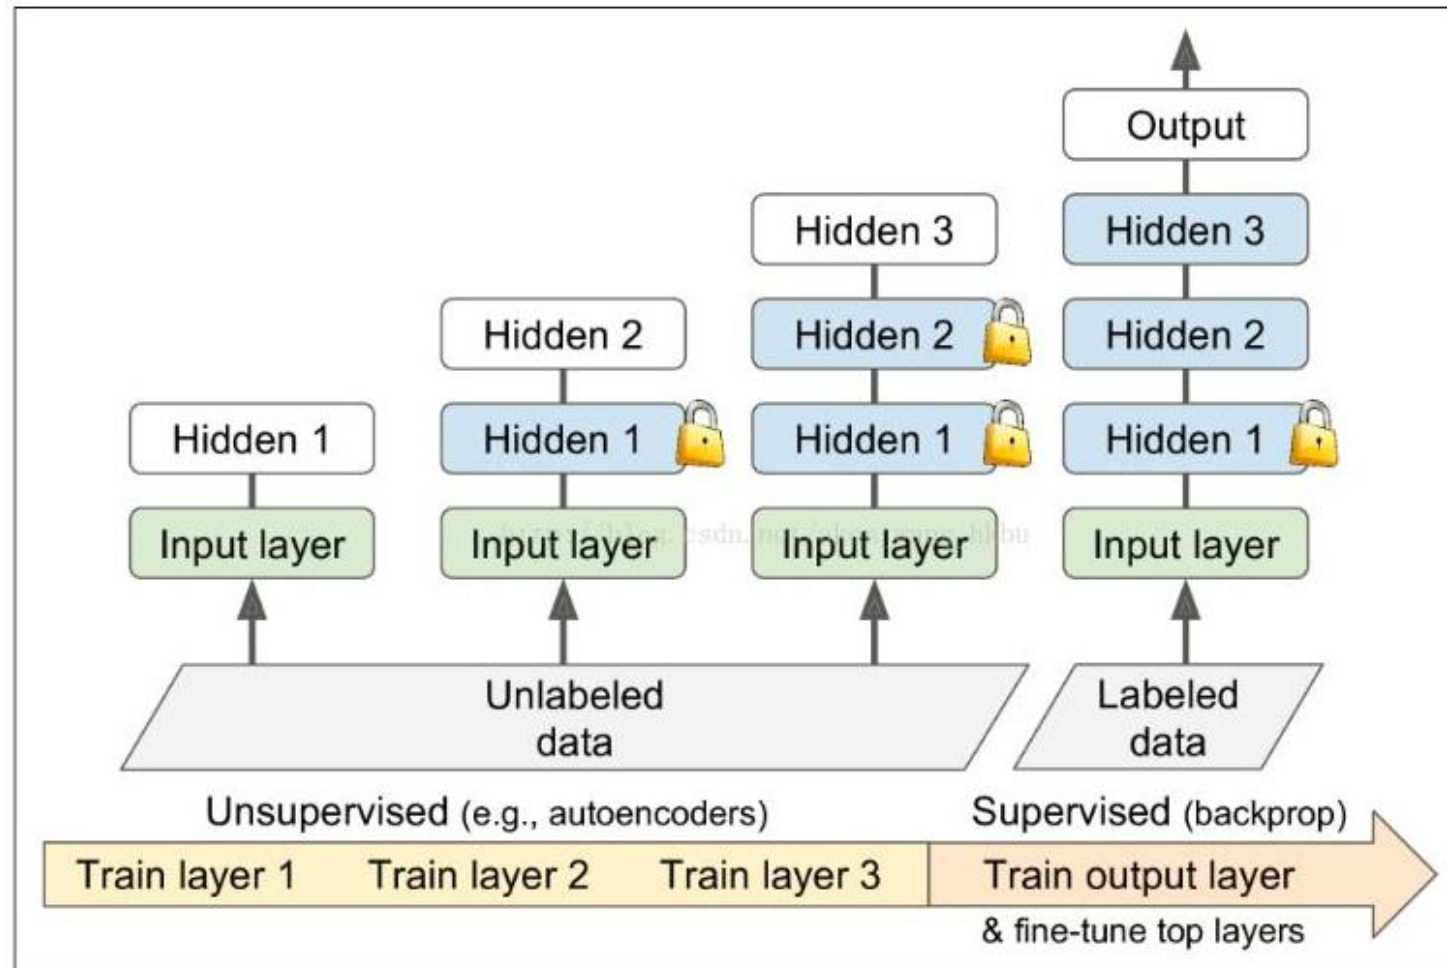 Output
Hidden 3
Hidden 3
Hidden 2
Hidden 2
Hidden 2
Hidden 1
Hidden 1
Hidden 1
Hidden 1
Input layer
Input layer
Input layer
Input layer
Unlabeled
data
Labeled
data
Unsupervised (e.g., autoencoders)
Supervised (backprop)
Train layer 1
Train layer 2
Train layer 3
Train output layer
& fine-tune top layers